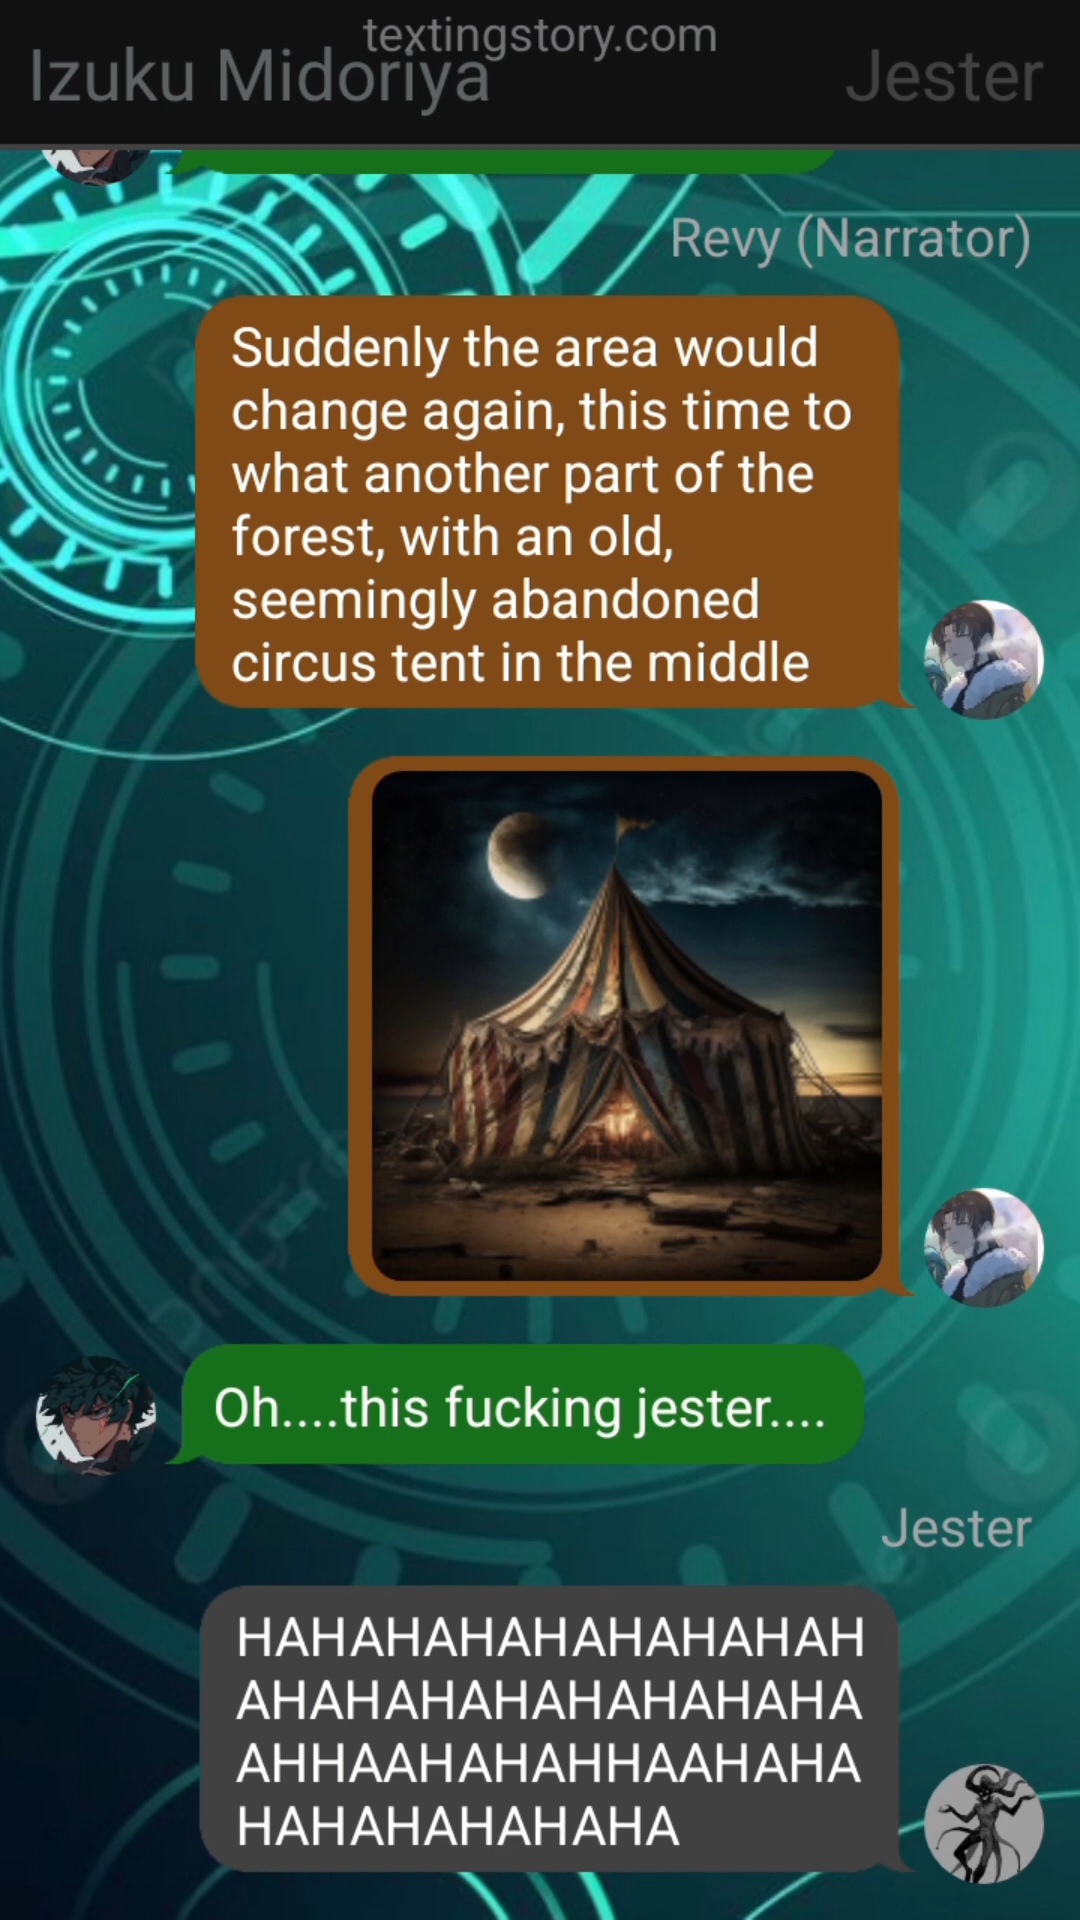 textingstory.com
Izuku Midoriya
Jester
Revy (Narrator)
Suddenly the area would
change again, this time to
what another part of the
forest, with an old,
seemingly abandoned
circus tent in the middle
Oh....this fucking jester....
Jester
HAHAHAHAHAHAHAHAHAH
AHAHAHAHAHAHAHAHAHA
AHHAAHAHAHHAAHAHA
HAHAHAHAHAHA